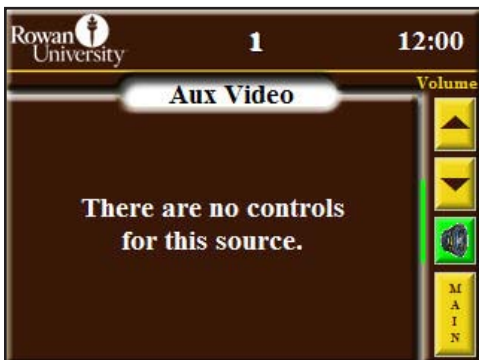 Rowan
University
1
12:00
Volume
Aux Video
There are no controls
for this source.
M
A
I
N